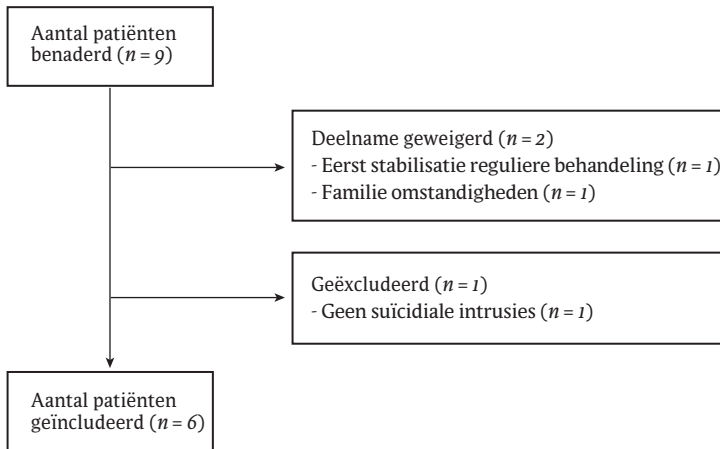 Aantal patiënten
benaderd (n = 9)
Deelname geweigerd (n = 2)
- Eerst stabilisatie reguliere behandeling (n = 1)
- Familie omstandigheden (n = 1)
Geëxcludeerd (n = 1)
- Geen suïcidiale intrusies (n = 1)
Aantal patiënten
geïncludeerd (n = 6)